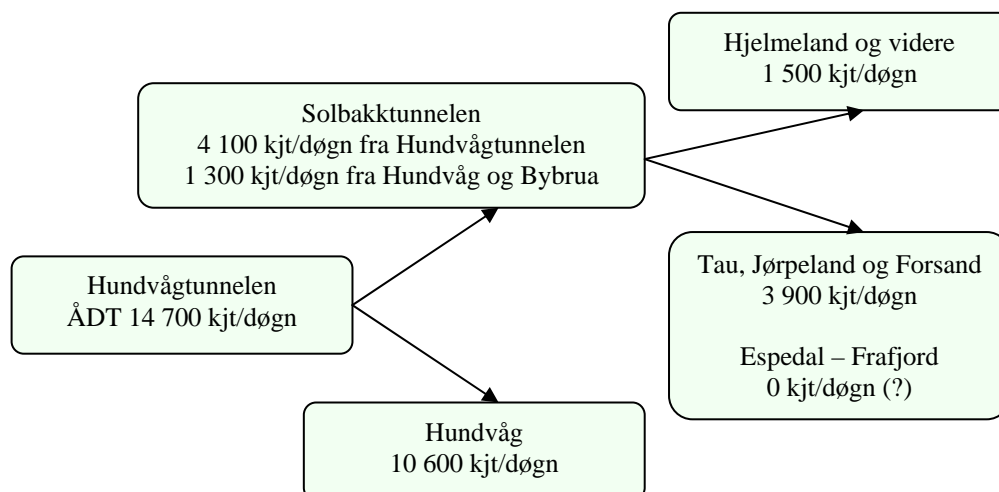 Hjelmeland og videre
1 500 kjt/døgn
Solbakktunnelen
4 100 kjt/døgn fra Hundvågtunnelen
1 300 kjt/døgn fra Hundvåg og Bybrua
Tau, Jørpeland og Forsand
3 900 kjt/døgn
Espedal – Frafjord
0 kjt/døgn (?)
Hundvågtunnelen
ÅDT 14 700 kjt/døgn
Hundvåg
10 600 kjt/døgn